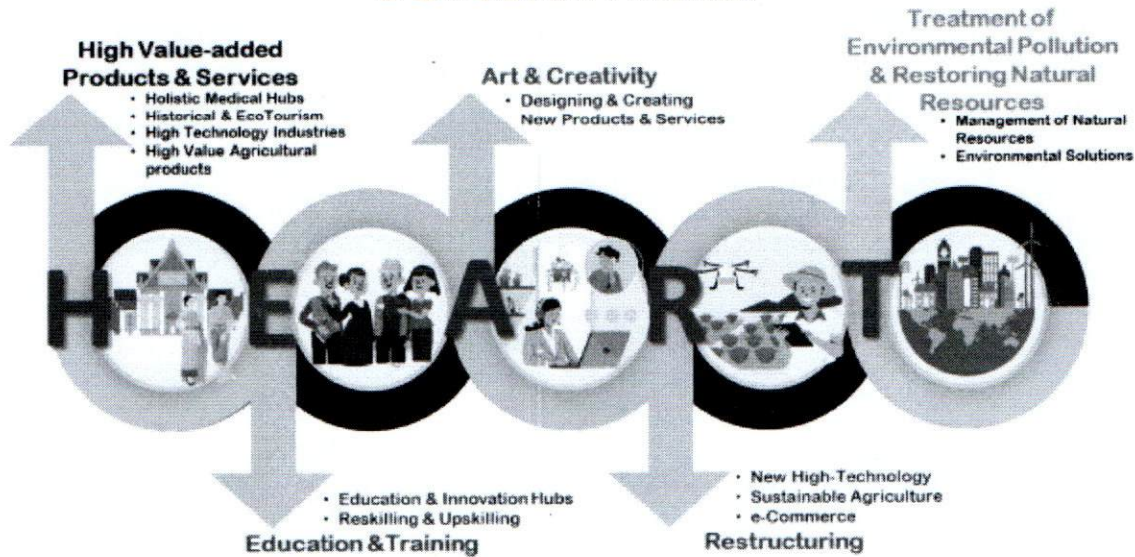 High Value-added
Products & Services
• Holistic Medical Hubs
• Historical & EcoTourism
• High Technology Industries
• High Value Agricultural
products
Art & Creativity
• Designing & Creating
New Products & Services
Treatment of
Environmental Pollution
& Restoring Natural
Resources
• Management of Natural
Resources
• Environmental Solutions
H E A R T
• Education & Innovation Hubs
• Reskilling & Upskilling
Education & Training
• New High-Technology
• Sustainable Agriculture
• e-Commerce
Restructuring